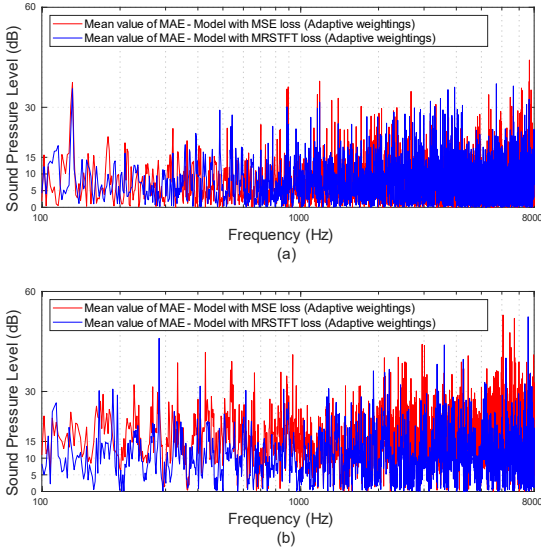 60
Mean value of MAE - Model with MSE loss (Adaptive weightings)
Mean value of MAE - Model with MRSTFT loss (Adaptive weightings)
Sound Pressure Level (dB)
30
15
10
5
0
100
1000
8000
Frequency (Hz)
(a)
60
Mean value of MAE - Model with MSE loss (Adaptive weightings)
Mean value of MAE - Model with MRSTFT loss (Adaptive weightings)
Sound Pressure Level (dB)
30
15
10
5
0
100
1000
8000
Frequency (Hz)
(b)